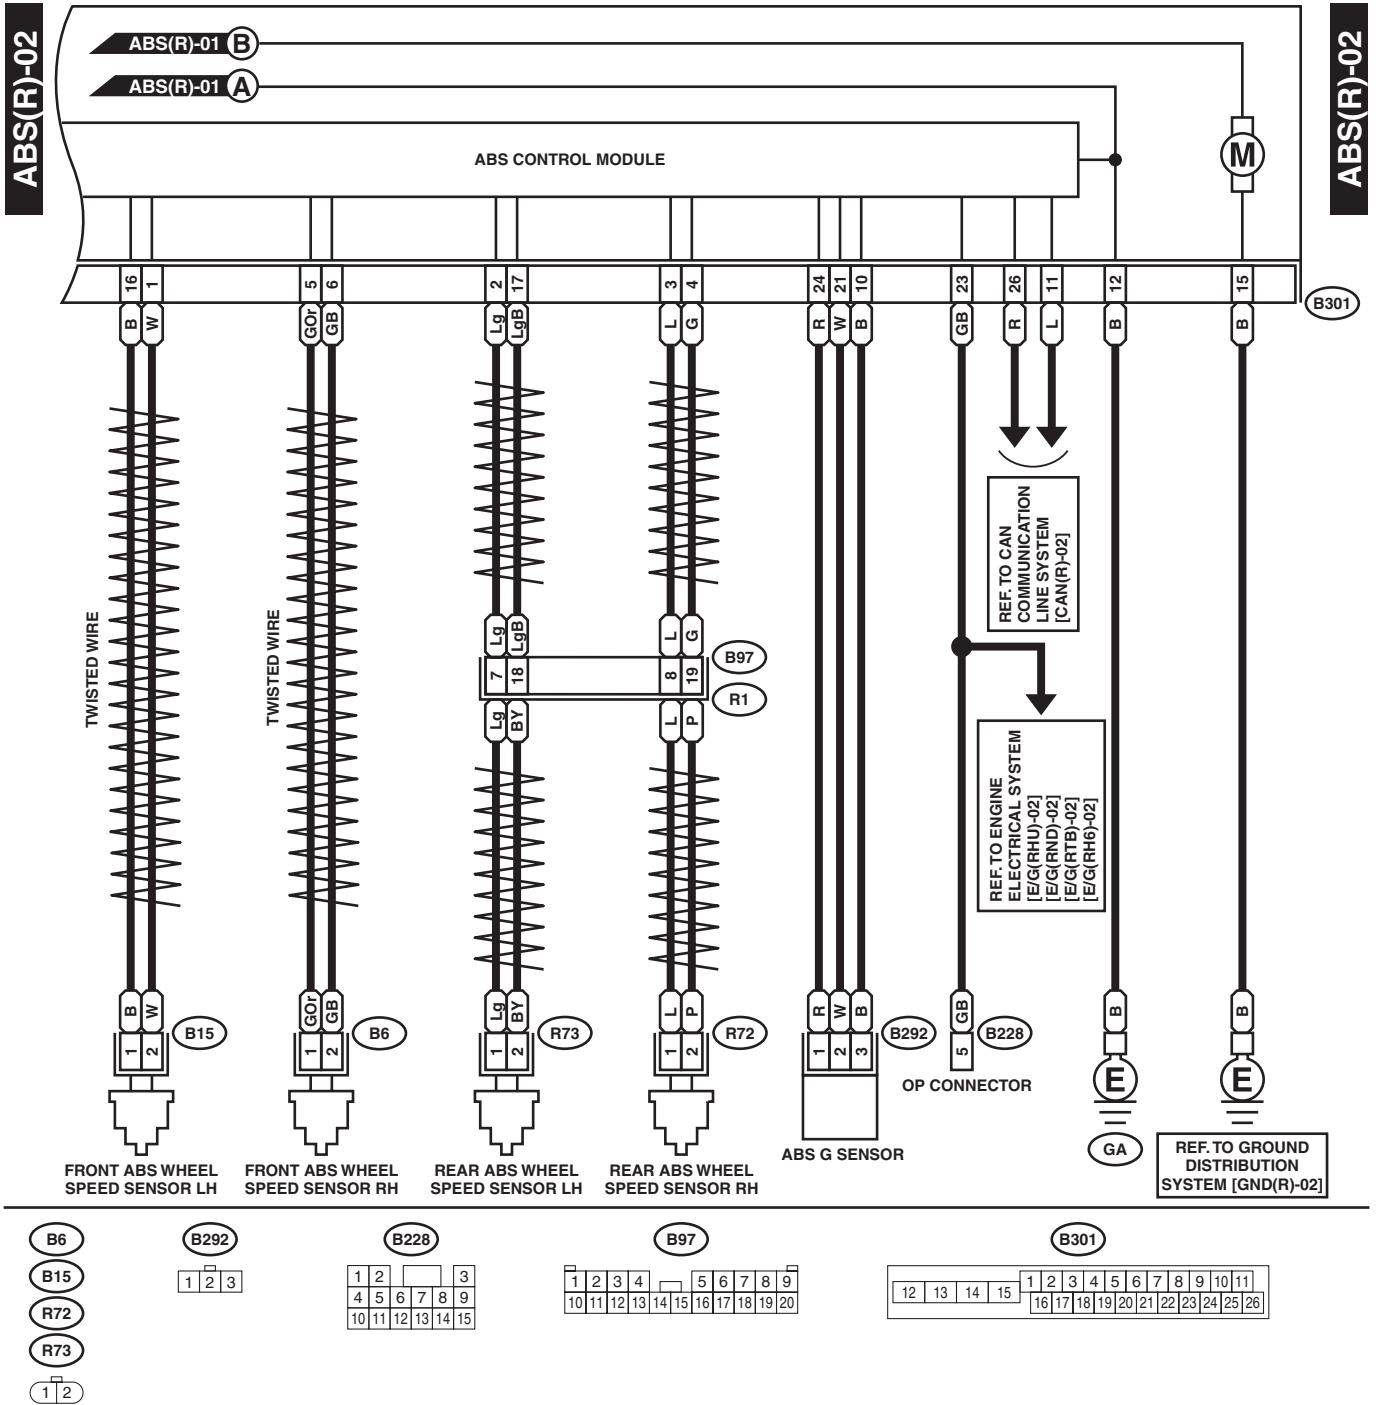 ABS(R)-02
ABS(R)-02
ABS(R)-01 B
ABS(R)-01 A
M
ABS CONTROL MODULE
16 1 5 6 2 17 3 4 24 21 10 23 26 11 12 15
B301
B W GOr GB Lg LgB L G R W B GB R L B B
TWISTED WIRE
TWISTED WIRE
REF. TO CAN
COMMUNICATION
LINE SYSTEM
[CAN(R)-02]
Lg LgB L G
7 18 8 19
B97
R1
Lg BY L P
REF. TO ENGINE
ELECTRICAL SYSTEM
[E/G(RHU)-02]
[E/G(RND)-02]
[E/G(RTB)-02]
[E/G(RH6)-02]
B W GOr GB Lg BY L P R W B GB B B
1 2 B15
1 2 B6
1 2 R73
1 2 R72
1 2 3 B292
5 B228
OP CONNECTOR
E
E
GA
REF. TO GROUND
DISTRIBUTION
SYSTEM [GND(R)-02]
FRONT ABS WHEEL
SPEED SENSOR LH
FRONT ABS WHEEL
SPEED SENSOR RH
REAR ABS WHEEL
SPEED SENSOR LH
REAR ABS WHEEL
SPEED SENSOR RH
ABS G SENSOR
B6
B15
R72
R73
1 2
B292
1 2 3
B228
1 2 3
4 5 6 7 8 9
10 11 12 13 14 15
B97
1 2 3 4 5 6 7 8 9
10 11 12 13 14 15 16 17 18 19 20
B301
12 13 14 15 1 2 3 4 5 6 7 8 9 10 11
16 17 18 19 20 21 22 23 24 25 26